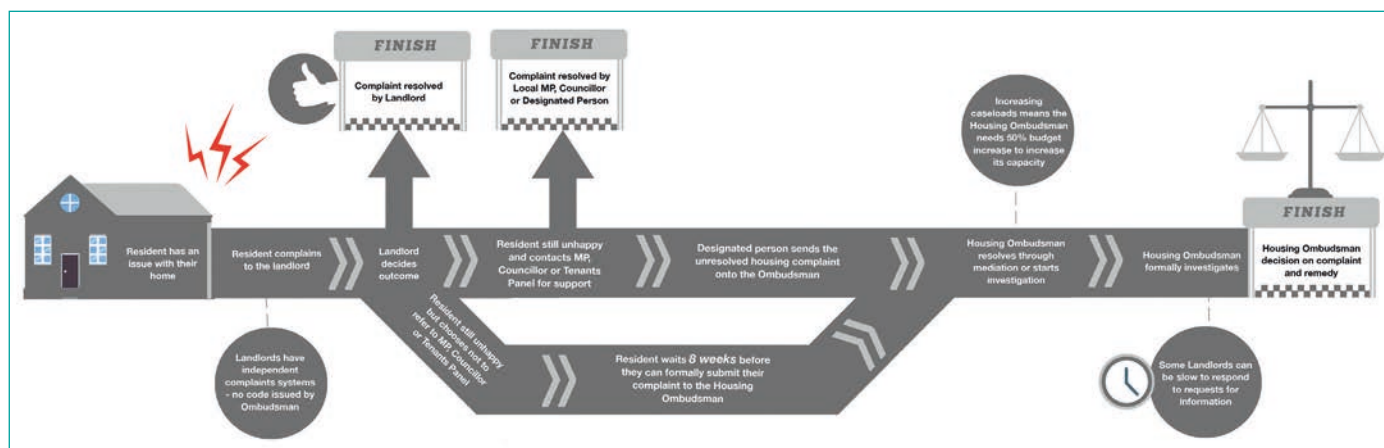 FINISH
Complaint resolved
by Landlord
FINISH
Complaint resolved by
Local MP, Councillor
or Designated Person
Increasing
caseloads means the
Housing Ombudsman
needs 50% budget
increase to increase
its capacity
Resident has an
issue with their
home
Resident complains
to the landlord
Landlord
decides
outcome
Resident still unhappy
and contacts MP,
Councillor or Tenants
Panel for support
Designated person sends the
unresolved housing complaint
onto the Ombudsman
Housing Ombudsman
resolves through
mediation or starts
investigation
Housing Ombudsman
formally investigates
FINISH
Housing Ombudsman
decision on complaint
and remedy
Resident still unhappy
but chooses not to
refer to MP, Councillor
or Tenants Panel
Resident waits 8 weeks before
they can formally submit their
complaint to the Housing
Ombudsman
Landlords have
independent
complaints systems
- no code issued by
Ombudsman
Some Landlords can
be slow to respond
to requests for
information